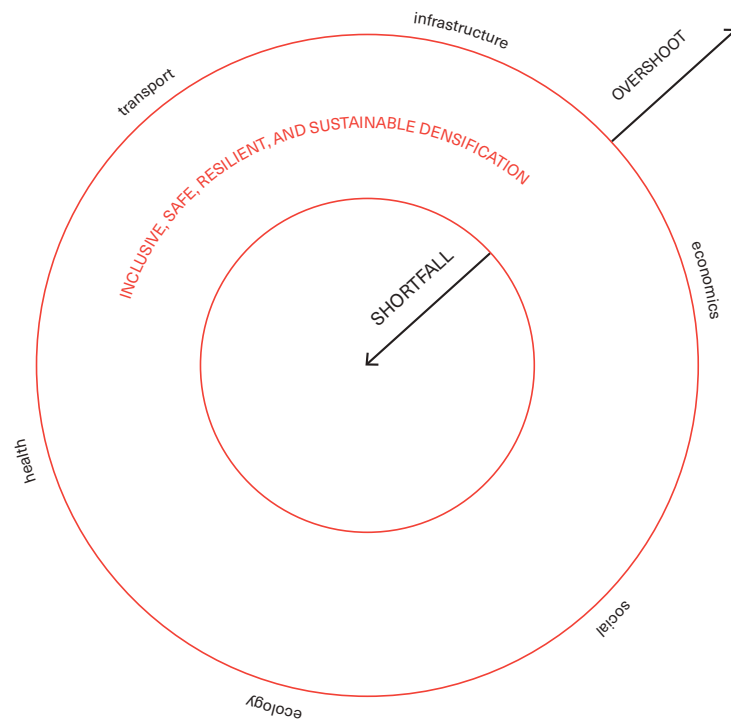 infrastructure
OVERSHOOT
transport
INCLUSIVE, SAFE, RESILIENT, AND SUSTAINABLE DENSIFICATION
SHORTFALL
economics
health
social
ecology